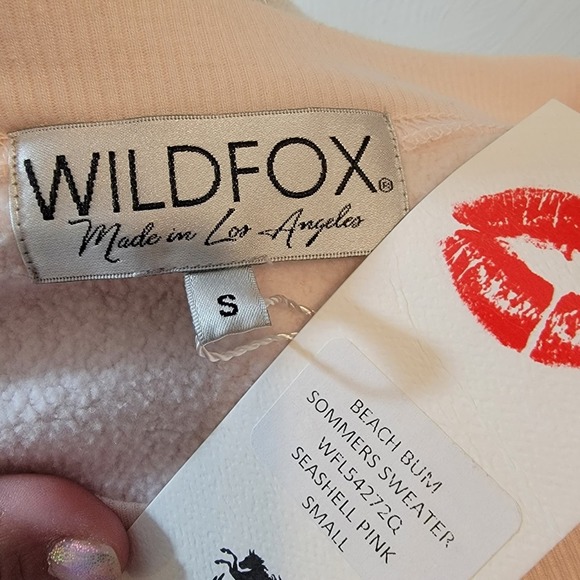 WILDFOX®
Made in Los Angeles
S
BEACH BUM
SOMMERS SWEATER
WFL54272Q
SEASHELL PINK
SMALL